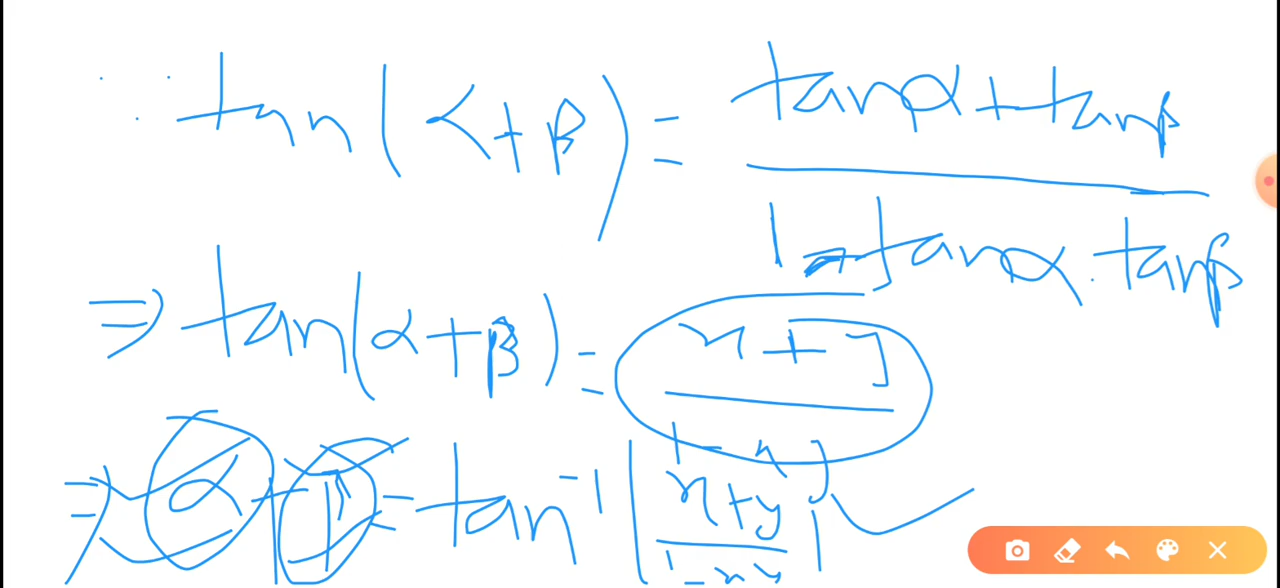 ∵ tan(α+β) = (tanα + tanβ) / (1 - tanα . tanβ)
⇒ tan(α+β) = (x + y) / (1 - xy)
⇒ α + β = tan⁻¹((x+y) / (1-xy))